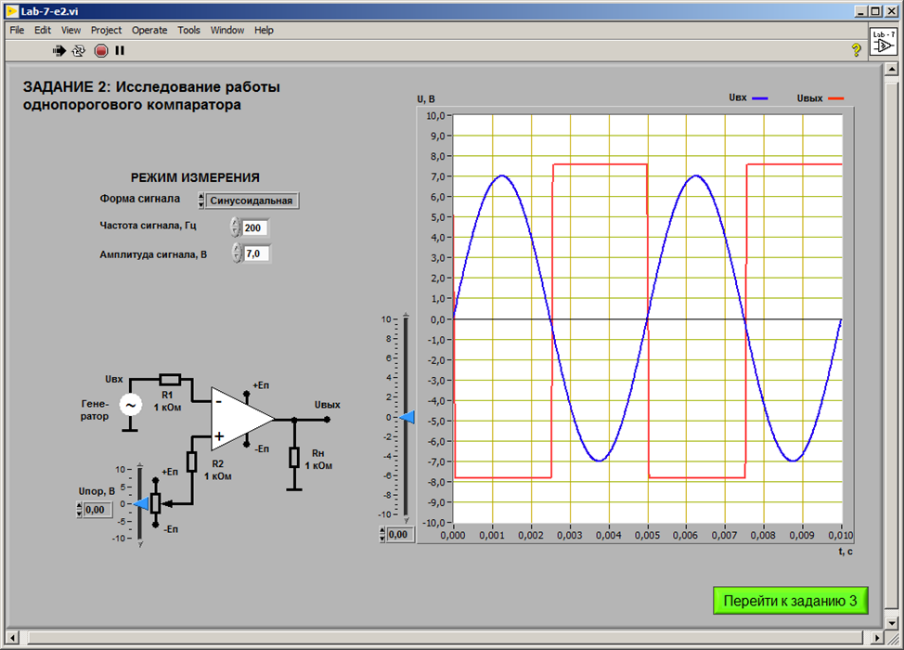 Lab-7-e2.vi
File Edit View Project Operate Tools Window Help
Lab - 7
ЗАДАНИЕ 2: Исследование работы
однопорогового компаратора
РЕЖИМ ИЗМЕРЕНИЯ
Форма сигнала Синусоидальная
Частота сигнала, Гц 200
Амплитуда сигнала, В 7,0
U, В
Uвх Uвых
10,0
9,0
8,0
7,0
6,0
5,0
4,0
3,0
2,0
1,0
0,0
-1,0
-2,0
-3,0
-4,0
-5,0
-6,0
-7,0
-8,0
-9,0
-10,0
0,000 0,001 0,002 0,003 0,004 0,005 0,006 0,007 0,008 0,009 0,010
t, с
10
8
6
4
2
0
-2
-4
-6
-8
-10
0,00
Uвх
R1
1 кОм
Гене-
ратор
~
-
+
+Еп
-Еп
Uвых
Rн
1 кОм
R2
1 кОм
Uпор, В
0,00
10
5
0
-5
-10
+Еп
-Еп
Перейти к заданию 3